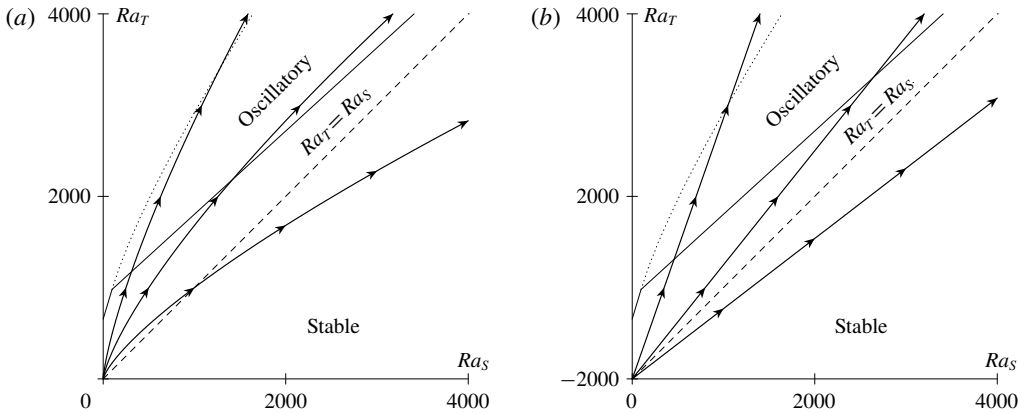 (a)
4000
Ra_T
Oscillatory
Ra_T = Ra_S
2000
Stable
Ra_S
0
2000
4000
(b)
4000
Ra_T
Oscillatory
Ra_T = Ra_S
2000
Stable
Ra_S
−2000
0
2000
4000